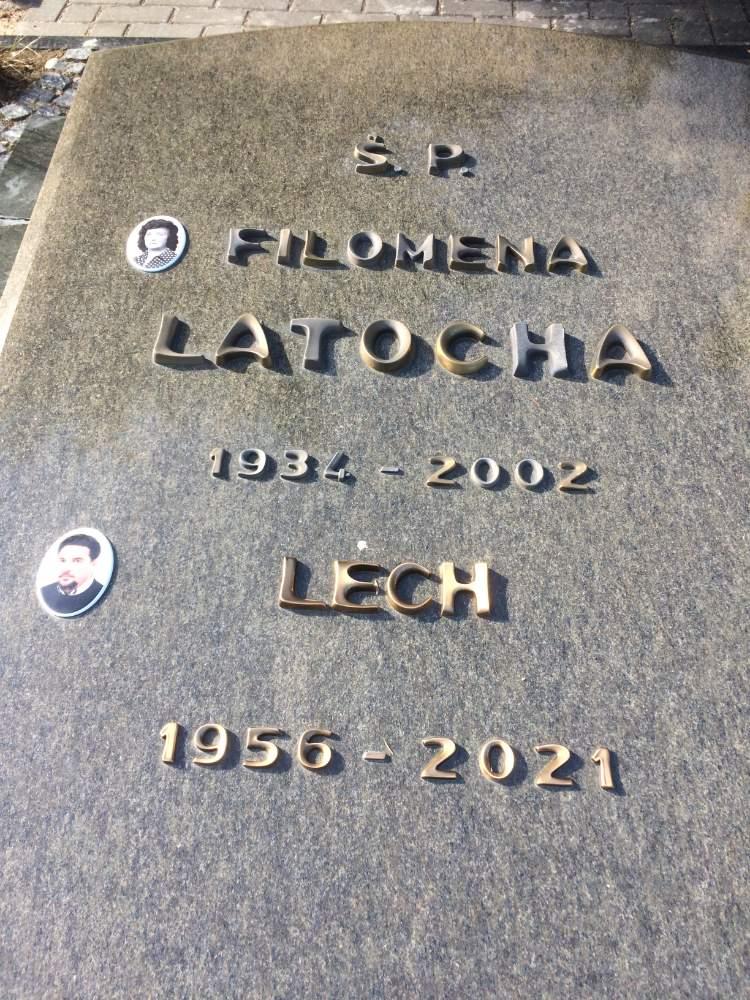 Ś.P.
FILOMENA
LATOCHA
1934-2002
LECH
1956-2021